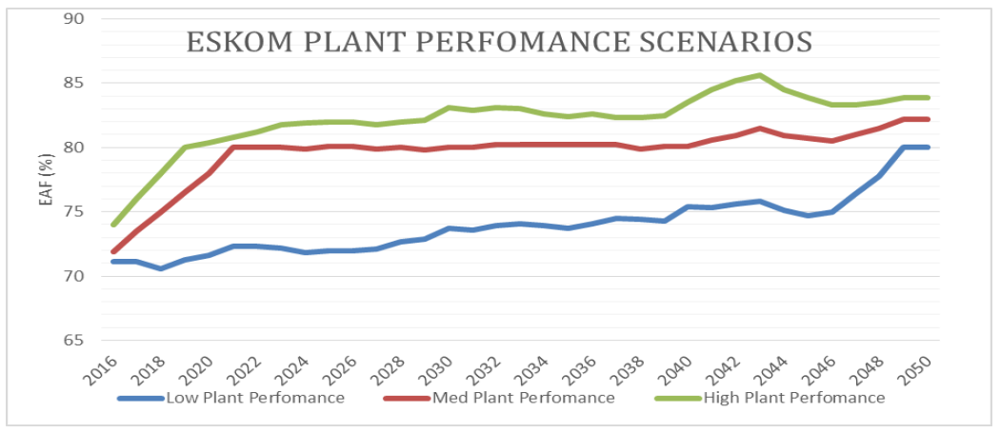 ESKOM PLANT PERFOMANCE SCENARIOS
90
85
80
75
70
65
EAF (%)
2016 2018 2020 2022 2024 2026 2028 2030 2032 2034 2036 2038 2040 2042 2044 2046 2048 2050
Low Plant Perfomance Med Plant Perfomance High Plant Perfomance